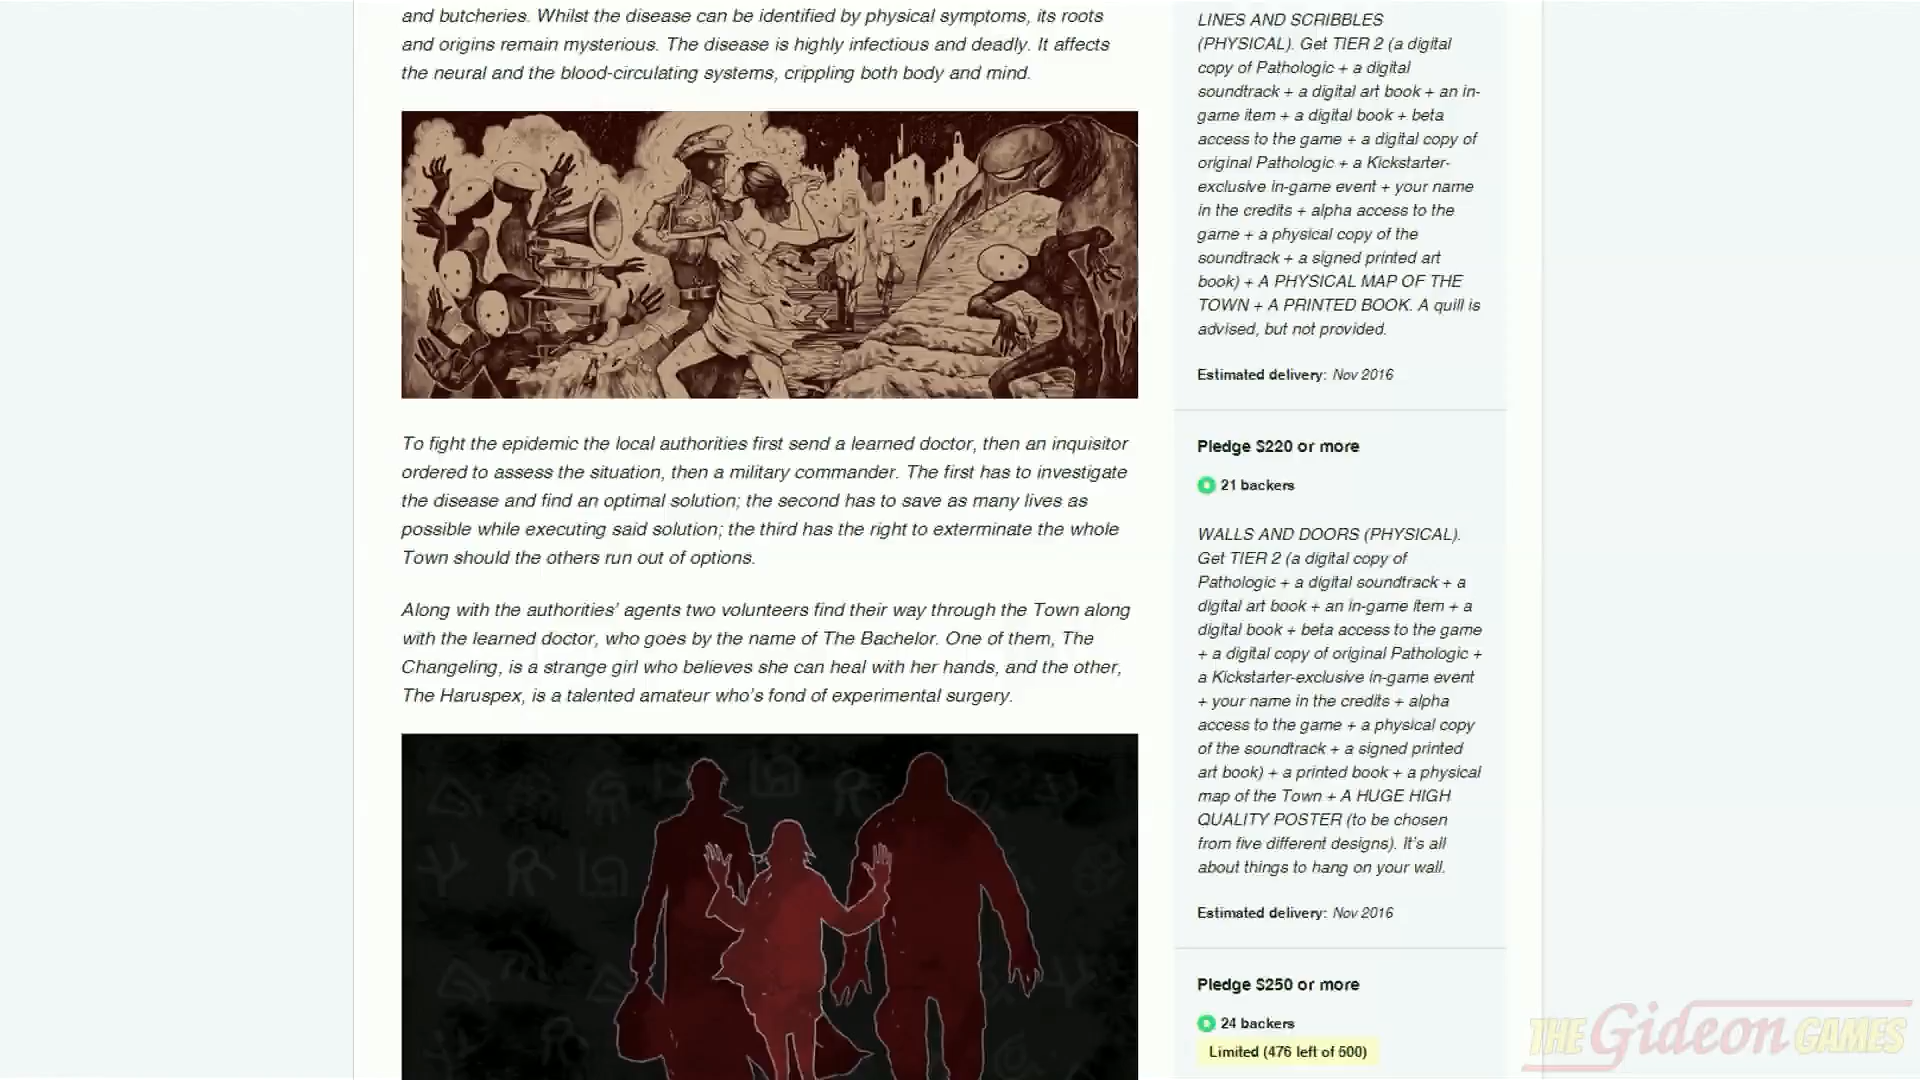 and butcheries. Whilst the disease can be identified by physical symptoms, its roots
and origins remain mysterious. The disease is highly infectious and deadly. It affects
the neural and the blood-circulating systems, crippling both body and mind.
To fight the epidemic the local authorities first send a learned doctor, then an inquisitor
ordered to assess the situation, then a military commander. The first has to investigate
the disease and find an optimal solution; the second has to save as many lives as
possible while executing said solution; the third has the right to exterminate the whole
Town should the others run out of options.
Along with the authorities' agents two volunteers find their way through the Town along
with the learned doctor, who goes by the name of The Bachelor. One of them, The
Changeling, is a strange girl who believes she can heal with her hands, and the other,
The Haruspex, is a talented amateur who's fond of experimental surgery.
LINES AND SCRIBBLES
(PHYSICAL). Get TIER 2 (a digital
copy of Pathologic + a digital
soundtrack + a digital art book + an in-
game item + a digital book + beta
access to the game + a digital copy of
original Pathologic + a Kickstarter-
exclusive in-game event + your name
in the credits + alpha access to the
game + a physical copy of the
soundtrack + a signed printed art
book) + A PHYSICAL MAP OF THE
TOWN + A PRINTED BOOK. A quill is
advised, but not provided.
Estimated delivery: Nov 2016
Pledge $220 or more
21 backers
WALLS AND DOORS (PHYSICAL).
Get TIER 2 (a digital copy of
Pathologic + a digital soundtrack + a
digital art book + an in-game item + a
digital book + beta access to the game
+ a digital copy of original Pathologic +
a Kickstarter-exclusive in-game event
+ your name in the credits + alpha
access to the game + a physical copy
of the soundtrack + a signed printed
art book) + a printed book + a physical
map of the Town + A HUGE HIGH
QUALITY POSTER (to be chosen
from five different designs). It's all
about things to hang on your wall.
Estimated delivery: Nov 2016
Pledge $250 or more
24 backers
Limited (476 left of 500)
THE Gideon GAMES